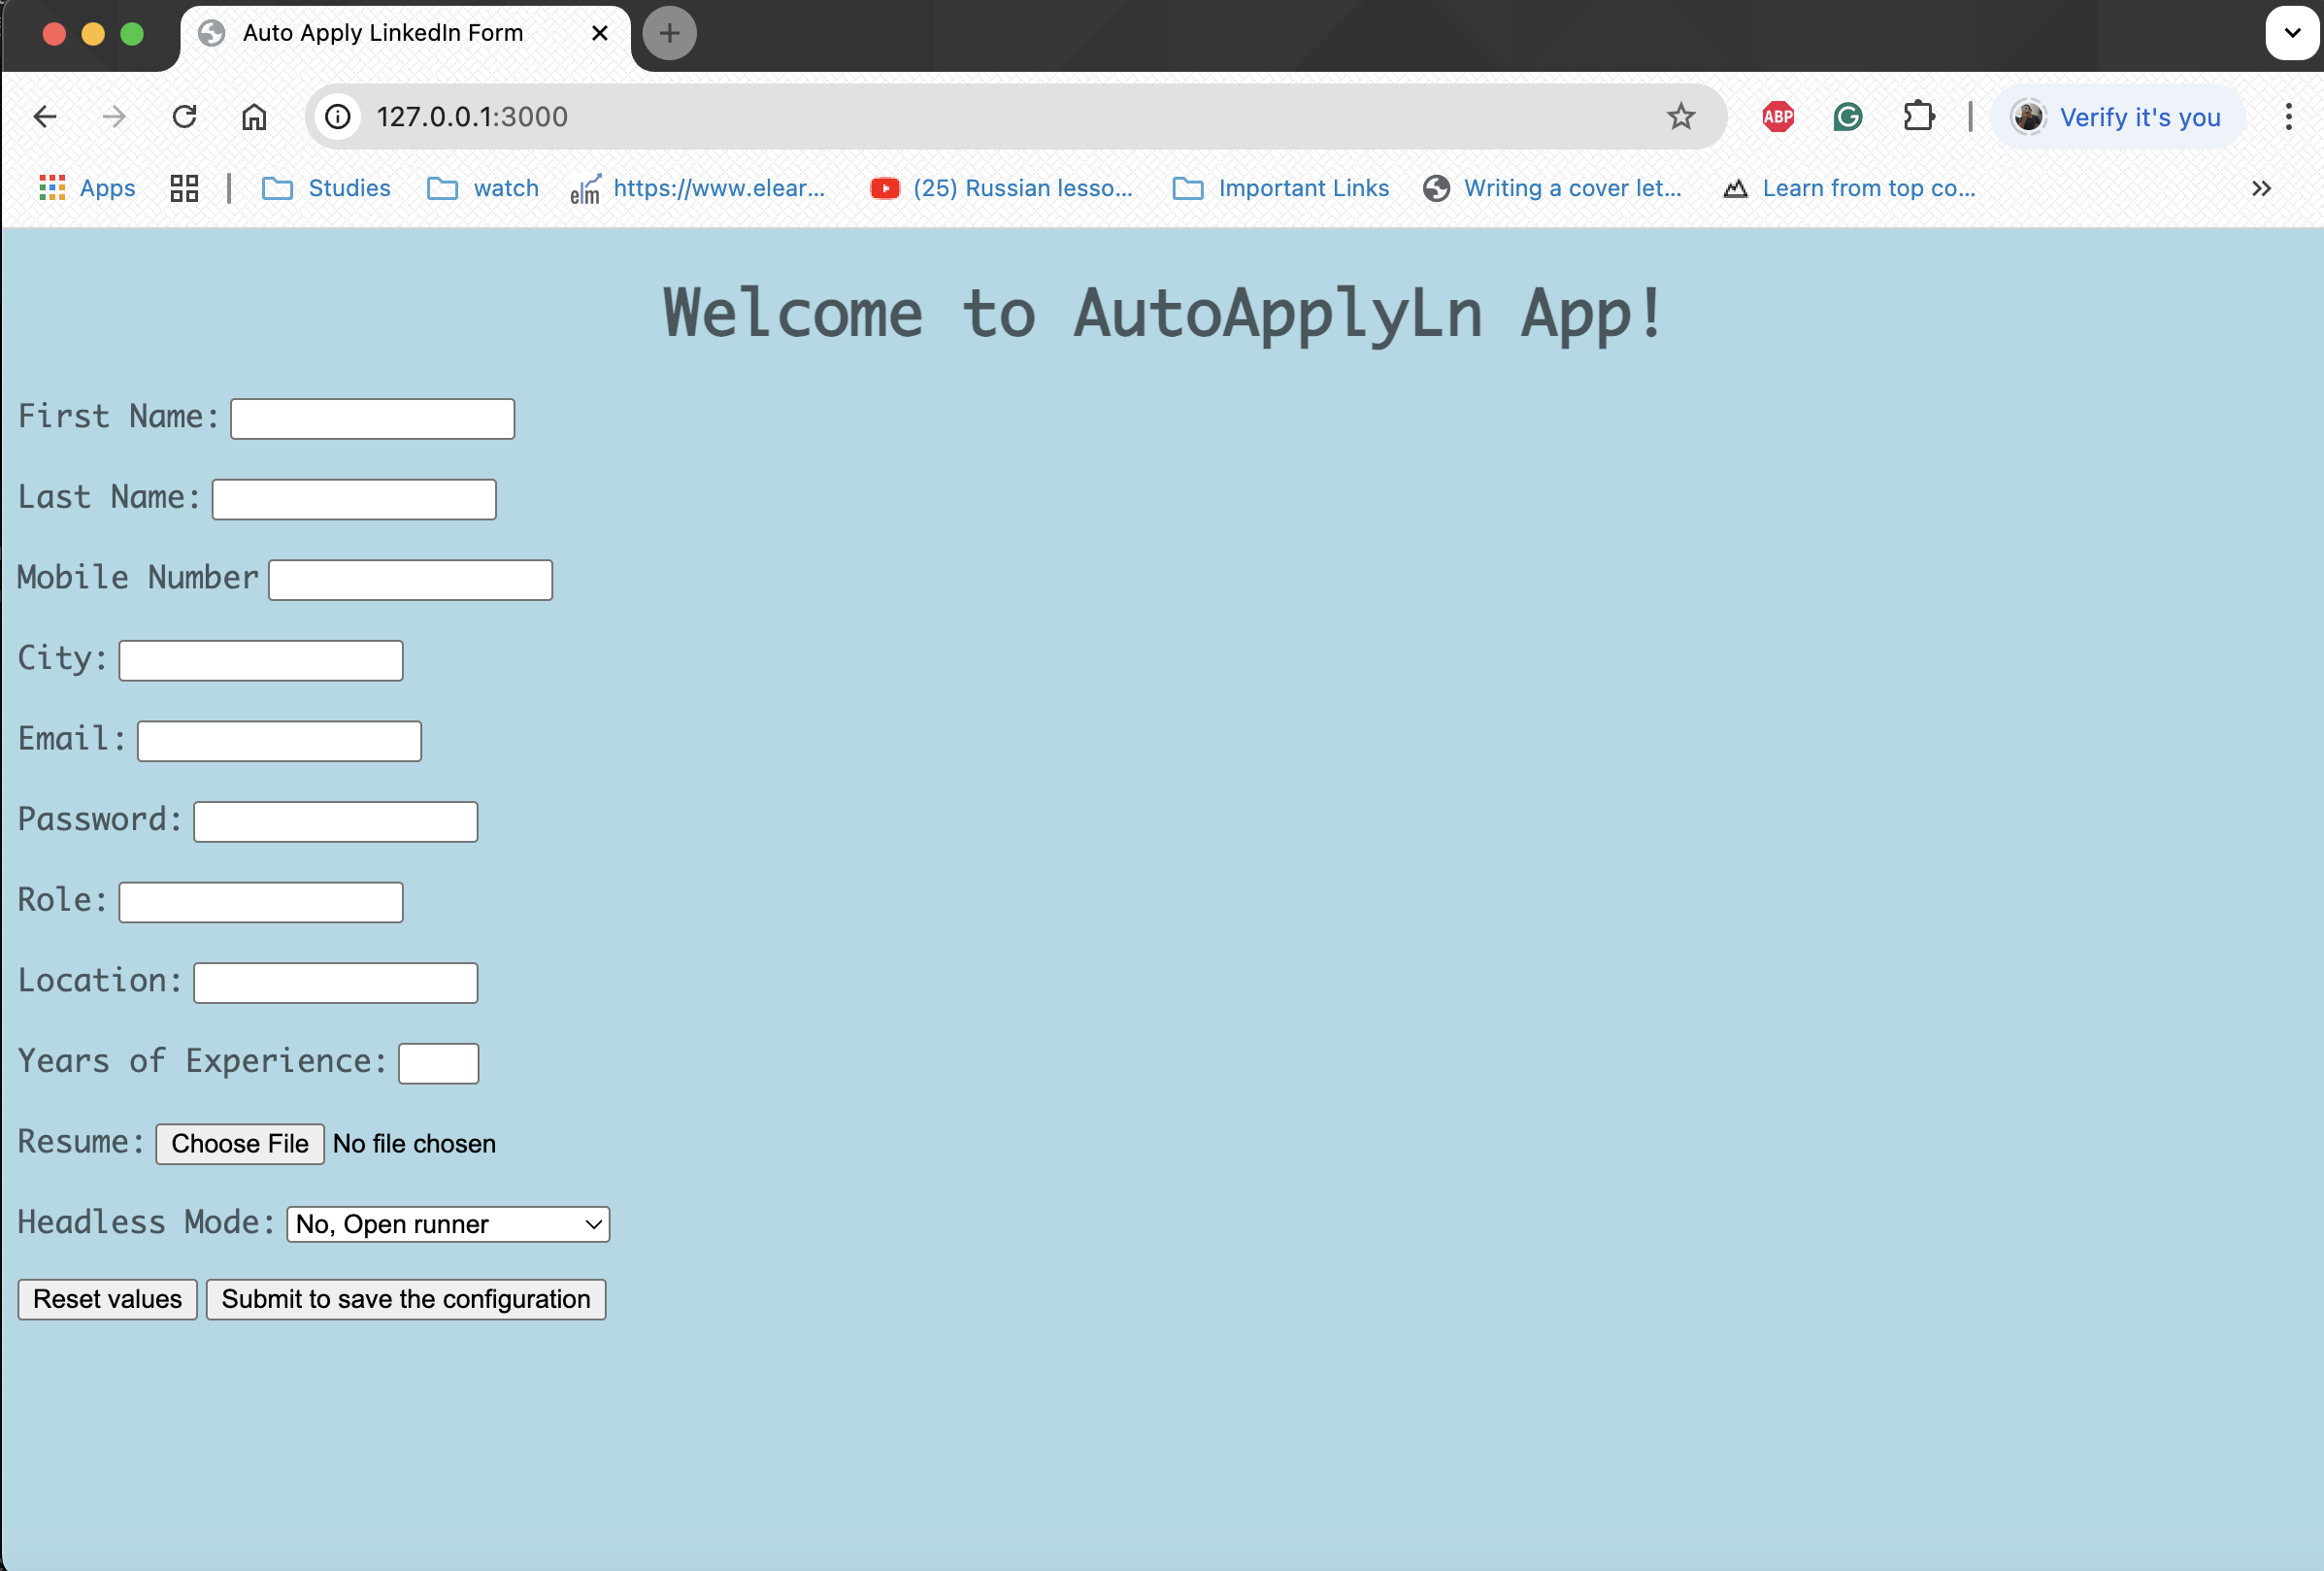 Auto Apply LinkedIn Form
127.0.0.1:3000
ABP
Verify it's you
Apps
Studies
watch
elm
https://www.elear...
(25) Russian lesso...
Important Links
Writing a cover let...
Learn from top co...
Welcome to AutoApplyLn App!
First Name:
Last Name:
Mobile Number
City:
Email:
Password:
Role:
Location:
Years of Experience:
Resume: Choose File No file chosen
Headless Mode: No, Open runner
Reset values Submit to save the configuration